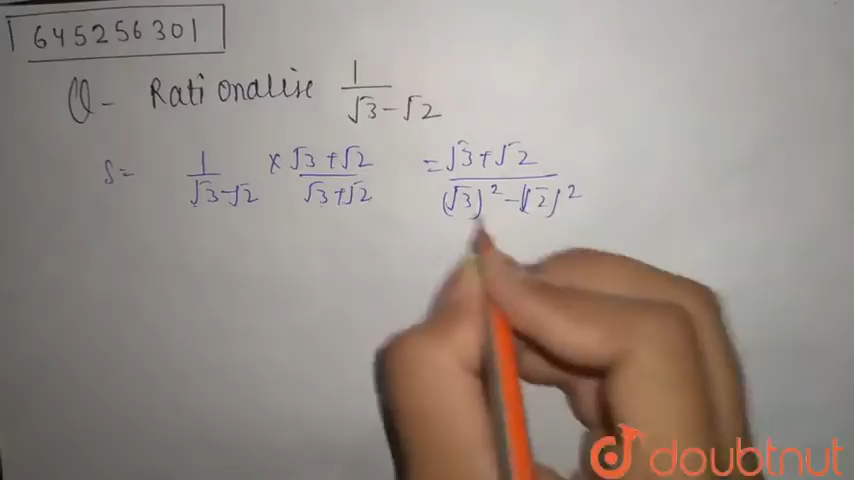 645256301
Q- Rationalise 1/(√3-√2)
S= 1/(√3-√2) × (√3+√2)/(√3+√2) = (√3+√2)/((√3)²-(√2)²)
doubtnut